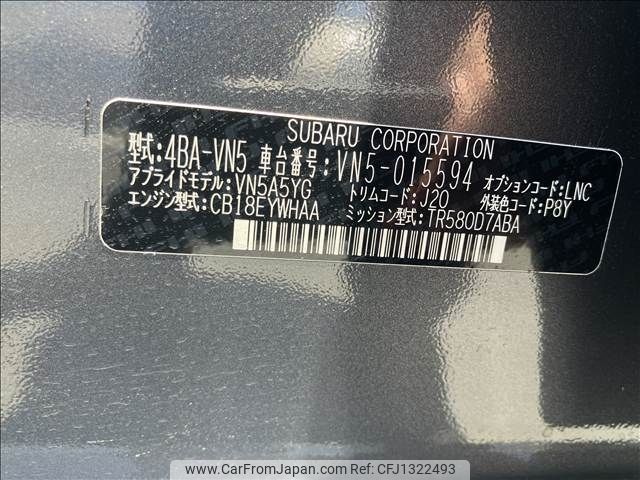 SUBARU CORPORATION
型式:4BA-VN5 車台番号:VN5-015594 オプションコード:LNC
アプライドモデル:VN5A5YG トリムコード:J20 外装色コード:P8Y
エンジン型式:CB18EYWHAA ミッション型式:TR580D7ABA
www.CarFromJapan.com - CFJ1322493